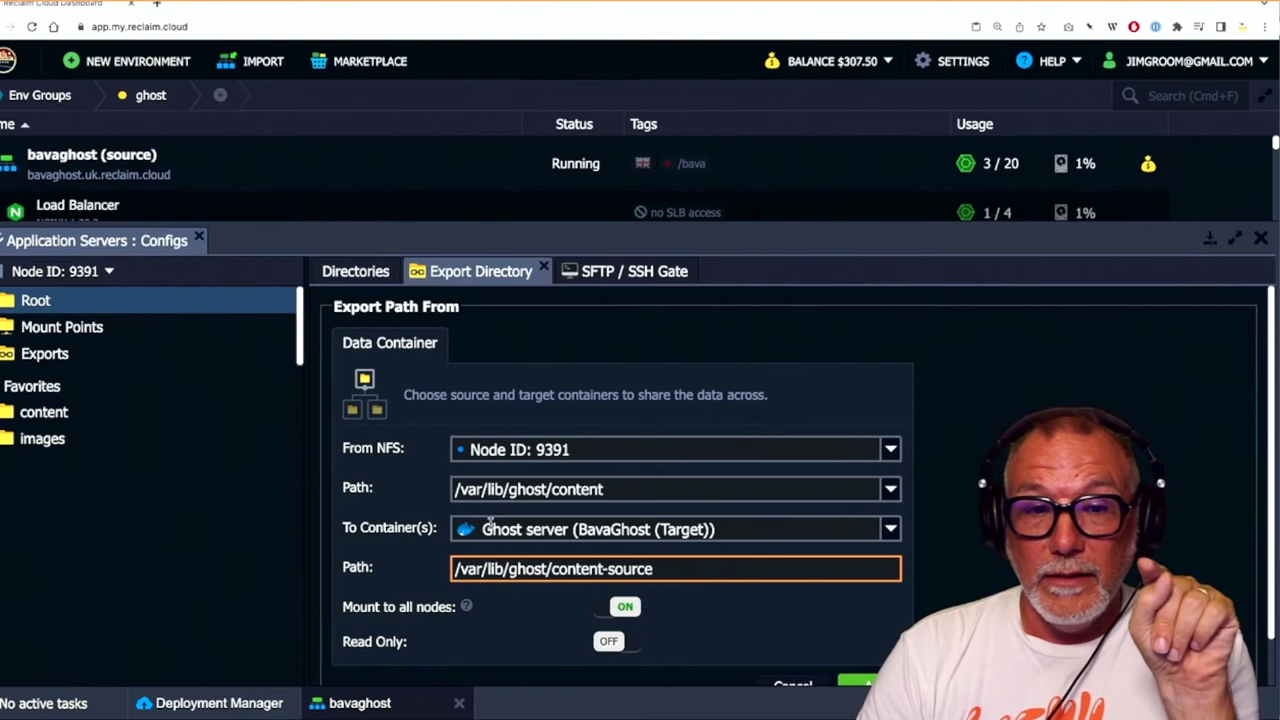 Reclaim Cloud Dashboard
app.my.reclaim.cloud
NEW ENVIRONMENT IMPORT MARKETPLACE BALANCE $307.50 SETTINGS HELP JIMGROOM@GMAIL.COM
Env Groups ghost Search (Cmd+F)
me Status Tags Usage
bavaghost (source) Running /bava 3 / 20 1%
bavaghost.uk.reclaim.cloud
Load Balancer no SLB access 1 / 4 1%
Application Servers : Configs
Node ID: 9391 Directories Export Directory SFTP / SSH Gate
Root
Mount Points
Exports
Favorites
content
images
Export Path From
Data Container
Choose source and target containers to share the data across.
From NFS: Node ID: 9391
Path: /var/lib/ghost/content
To Container(s): Ghost server (BavaGhost (Target))
Path: /var/lib/ghost/content-source
Mount to all nodes: ON
Read Only: OFF
Cancel
No active tasks Deployment Manager bavaghost